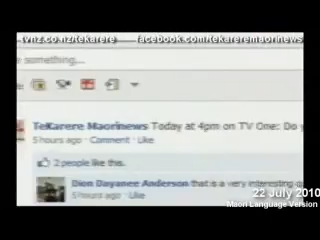 tvnz.co.nz/tekarere facebook.com/tekareremaorinews
something....
TeKarere Maorinews Today at 4pm on TV One: Do
5 hours ago · Comment · Like
2 people like this.
Dion Dayanee Anderson that is a very interesting
5 hours ago · Like
22 July 2010
Maori Language Version